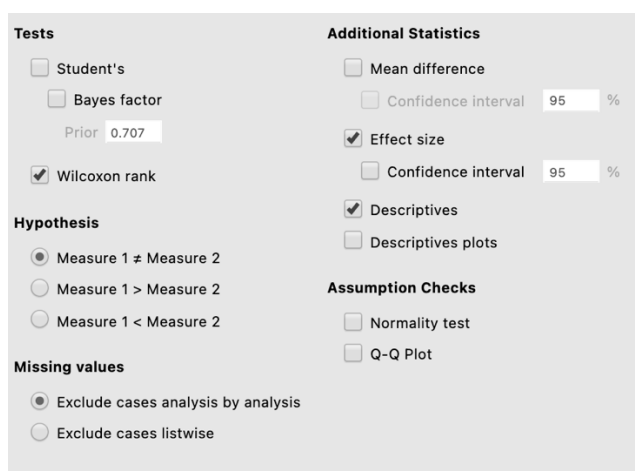 Tests
Student's
Bayes factor
Prior 0.707
Wilcoxon rank
Hypothesis
Measure 1 ≠ Measure 2
Measure 1 > Measure 2
Measure 1 < Measure 2
Missing values
Exclude cases analysis by analysis
Exclude cases listwise
Additional Statistics
Mean difference
Confidence interval 95 %
Effect size
Confidence interval 95 %
Descriptives
Descriptives plots
Assumption Checks
Normality test
Q-Q Plot